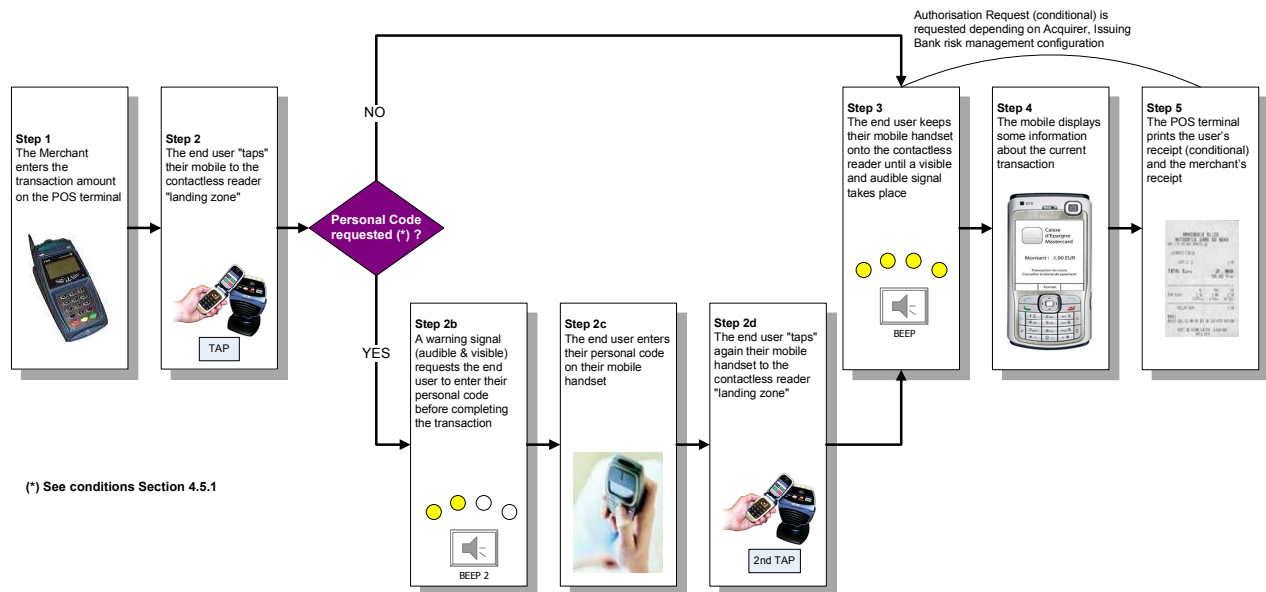 Authorisation Request (conditional) is
requested depending on Acquirer, Issuing
Bank risk management configuration
Step 1
The Merchant
enters the
transaction amount
on the POS terminal
Step 2
The end user "taps"
their mobile to the
contactless reader
"landing zone"
TAP
Personal Code
requested (*) ?
NO
YES
Step 2b
A warning signal
(audible & visible)
requests the end
user to enter their
personal code
before completing
the transaction
BEEP 2
Step 2c
The end user enters
their personal code
on their mobile
handset
Step 2d
The end user "taps"
again their mobile
handset to the
contactless reader
"landing zone"
2nd TAP
Step 3
The end user keeps
their mobile handset
onto the contactless
reader until a visible
and audible signal
takes place
BEEP
Step 4
The mobile displays
some information
about the current
transaction
Caisse
d'Epargne
Mastercard
Montant : 2,00 EUR
Transaction en cours.
Step 5
The POS terminal
prints the user's
receipt (conditional)
and the merchant's
receipt
(*) See conditions Section 4.5.1